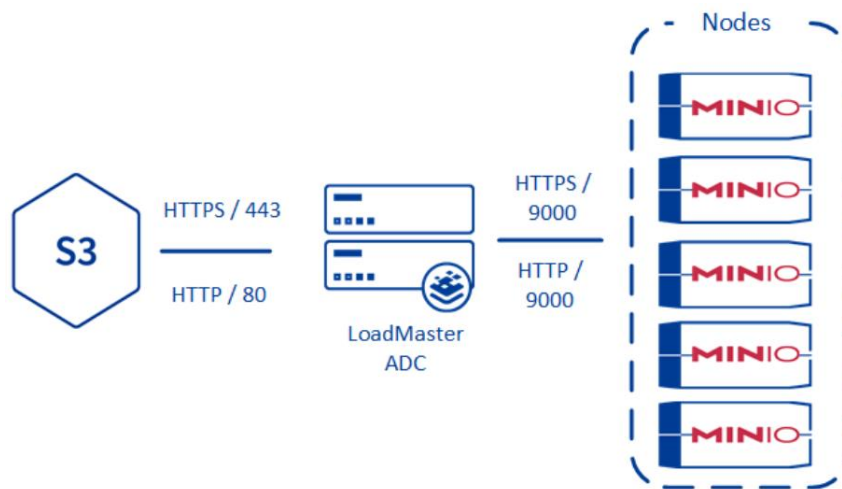 Nodes
MINIO
MINIO
MINIO
MINIO
MINIO
S3
HTTPS / 443
HTTP / 80
LoadMaster
ADC
HTTPS /
9000
HTTP /
9000